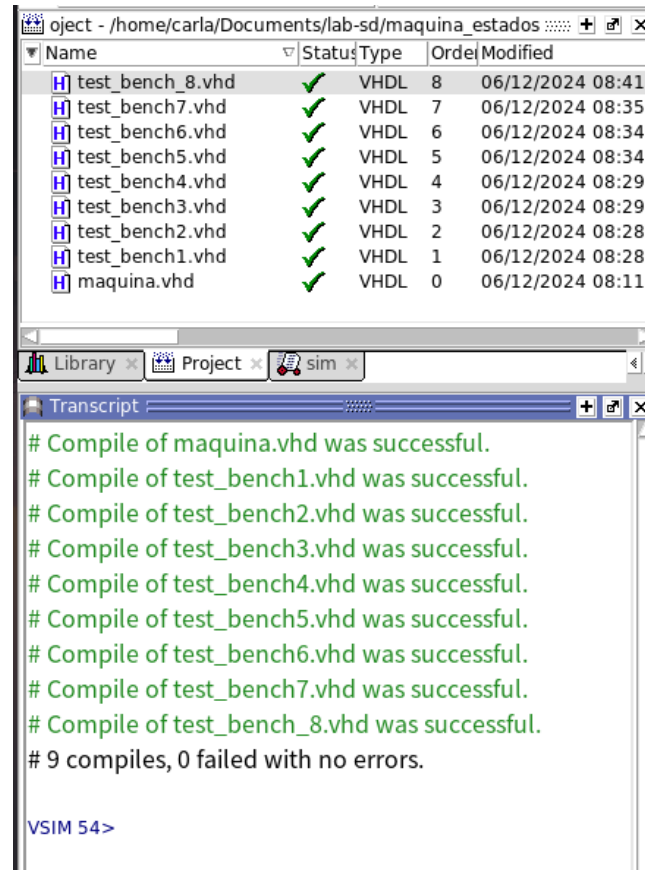 oject - /home/carla/Documents/lab-sd/maquina_estados
Name Status Type Order Modified
test_bench_8.vhd VHDL 8 06/12/2024 08:41
test_bench7.vhd VHDL 7 06/12/2024 08:35
test_bench6.vhd VHDL 6 06/12/2024 08:34
test_bench5.vhd VHDL 5 06/12/2024 08:34
test_bench4.vhd VHDL 4 06/12/2024 08:29
test_bench3.vhd VHDL 3 06/12/2024 08:29
test_bench2.vhd VHDL 2 06/12/2024 08:28
test_bench1.vhd VHDL 1 06/12/2024 08:28
maquina.vhd VHDL 0 06/12/2024 08:11
Library Project sim
Transcript
# Compile of maquina.vhd was successful.
# Compile of test_bench1.vhd was successful.
# Compile of test_bench2.vhd was successful.
# Compile of test_bench3.vhd was successful.
# Compile of test_bench4.vhd was successful.
# Compile of test_bench5.vhd was successful.
# Compile of test_bench6.vhd was successful.
# Compile of test_bench7.vhd was successful.
# Compile of test_bench_8.vhd was successful.
# 9 compiles, 0 failed with no errors.
VSIM 54>